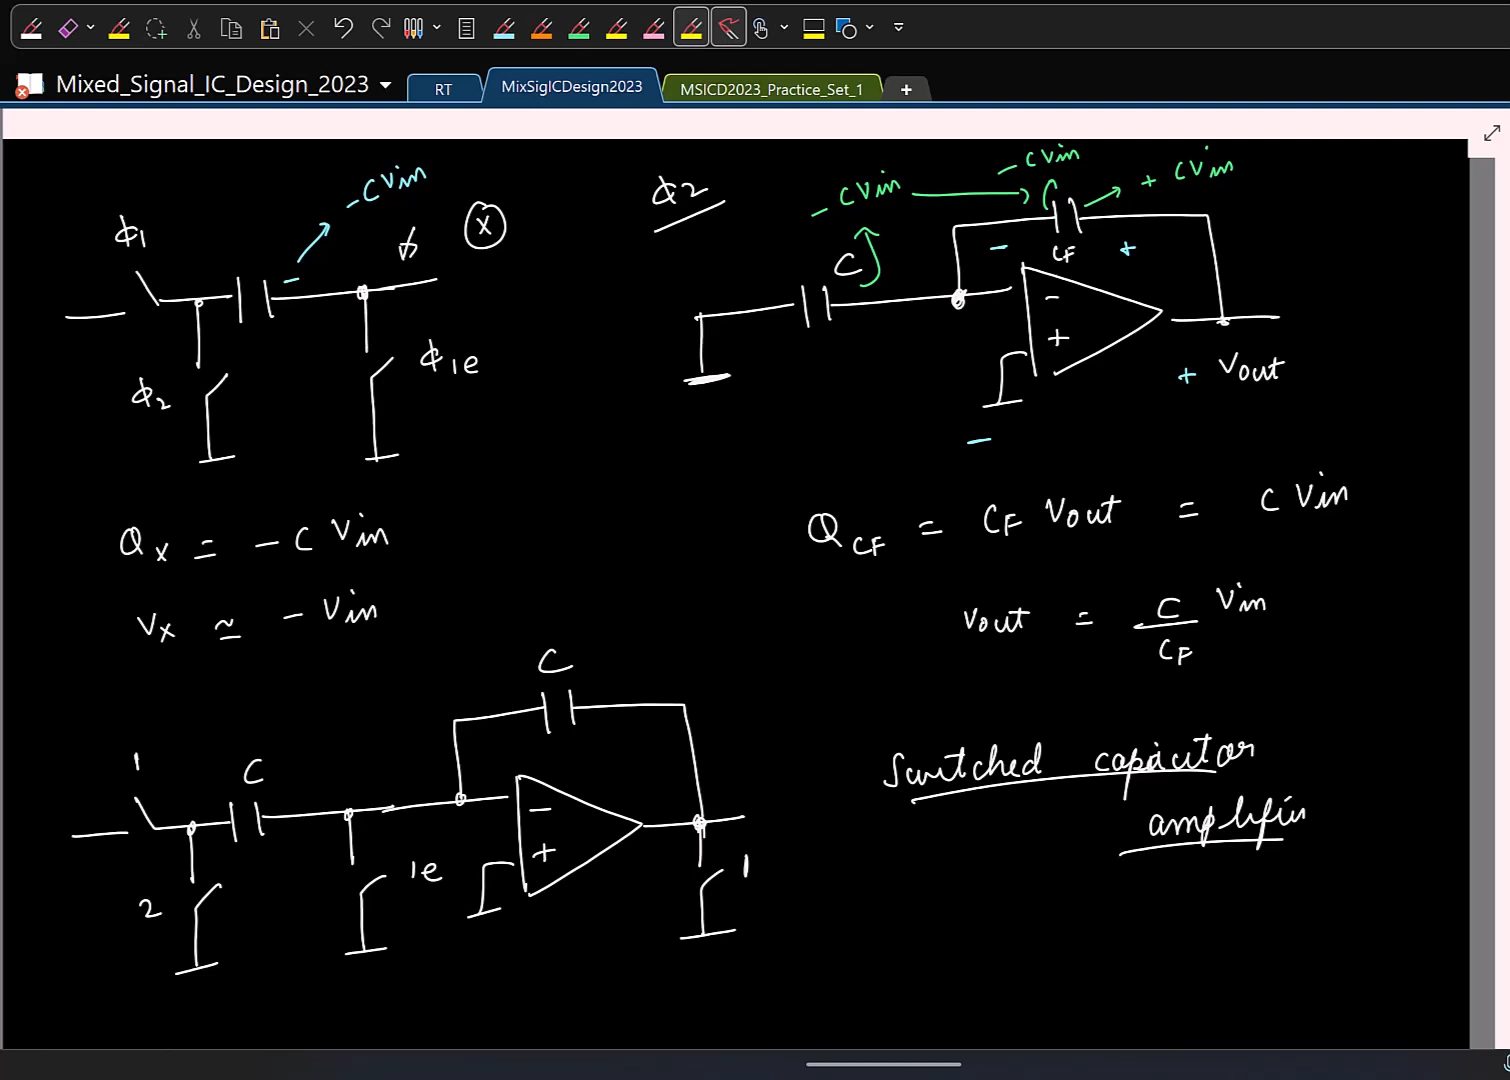 Mixed_Signal_IC_Design_2023
RT
MixSigICDesign2023
MSICD2023_Practice_Set_1
+
ϕ1
-CVin
X
ϕ2
ϕ1e
Qx = - C Vin
Vx ≃ - Vin
ϕ2
- CVin
- CVin
+ CVin
C
CF
-
+
-
+
-
+ Vout
QCF = CF Vout = C Vin
Vout = C/CF Vin
C
1
C
-
+
2
1e
1
Switched capacitor
amplifier